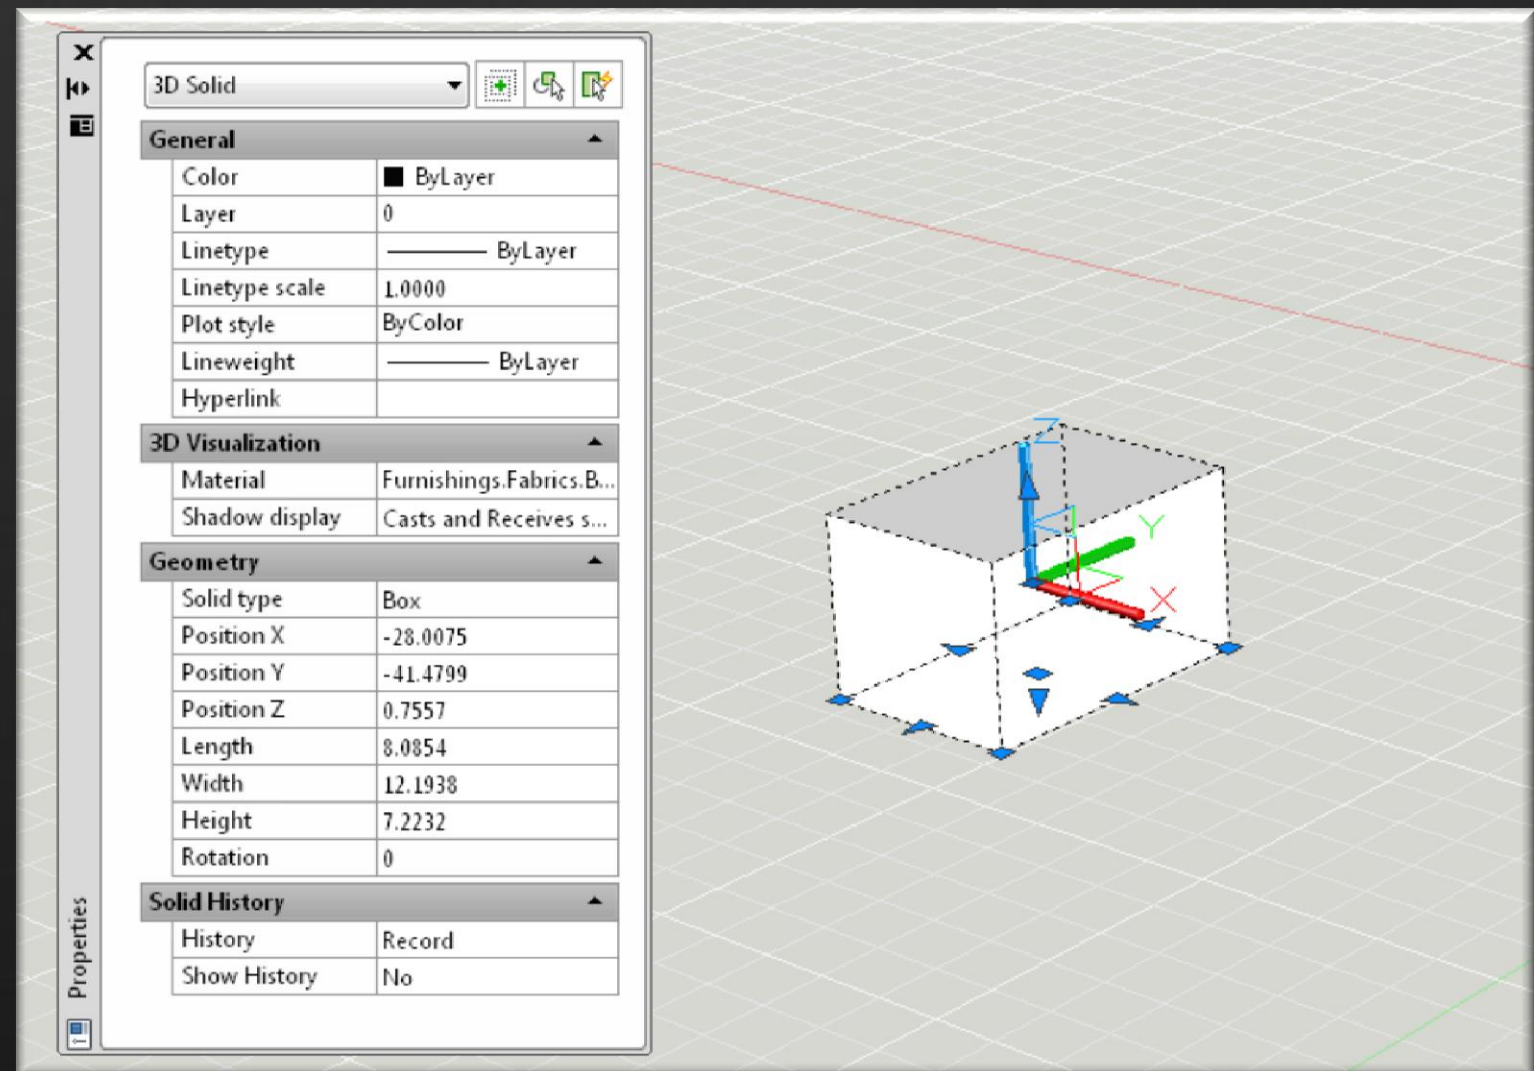 3D Solid
General
Color ByLayer
Layer 0
Linetype ByLayer
Linetype scale 1.0000
Plot style ByColor
Lineweight ByLayer
Hyperlink
3D Visualization
Material Furnishings.Fabrics.B...
Shadow display Casts and Receives s...
Geometry
Solid type Box
Position X -28.0075
Position Y -41.4799
Position Z 0.7557
Length 8.0854
Width 12.1938
Height 7.2232
Rotation 0
Solid History
History Record
Show History No
Properties
Z
Y
X